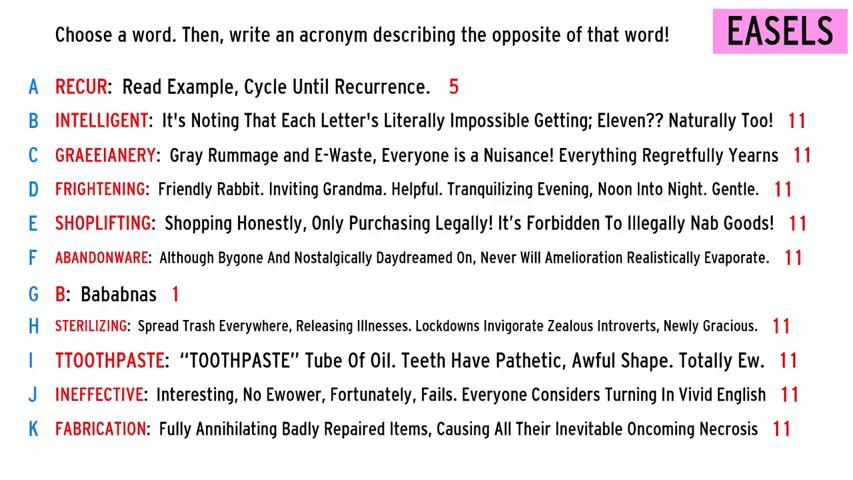 Choose a word. Then, write an acronym describing the opposite of that word!
EASELS
A RECUR: Read Example, Cycle Until Recurrence. 5
B INTELLIGENT: It's Noting That Each Letter's Literally Impossible Getting; Eleven?? Naturally Too! 11
C GRAEEIANERY: Gray Rummage and E-Waste, Everyone is a Nuisance! Everything Regretfully Yearns 11
D FRIGHTENING: Friendly Rabbit. Inviting Grandma. Helpful. Tranquilizing Evening, Noon Into Night. Gentle. 11
E SHOPLIFTING: Shopping Honestly, Only Purchasing Legally! It's Forbidden To Illegally Nab Goods! 11
F ABANDONWARE: Although Bygone And Nostalgically Daydreamed On, Never Will Amelioration Realistically Evaporate. 11
G B: Bababnas 1
H STERILIZING: Spread Trash Everywhere, Releasing Illnesses. Lockdowns Invigorate Zealous Introverts, Newly Gracious. 11
I TTOOTHPASTE: “TOOTHPASTE” Tube Of Oil. Teeth Have Pathetic, Awful Shape. Totally Ew. 11
J INEFFECTIVE: Interesting, No Ewower, Fortunately, Fails. Everyone Considers Turning In Vivid English 11
K FABRICATION: Fully Annihilating Badly Repaired Items, Causing All Their Inevitable Oncoming Necrosis 11